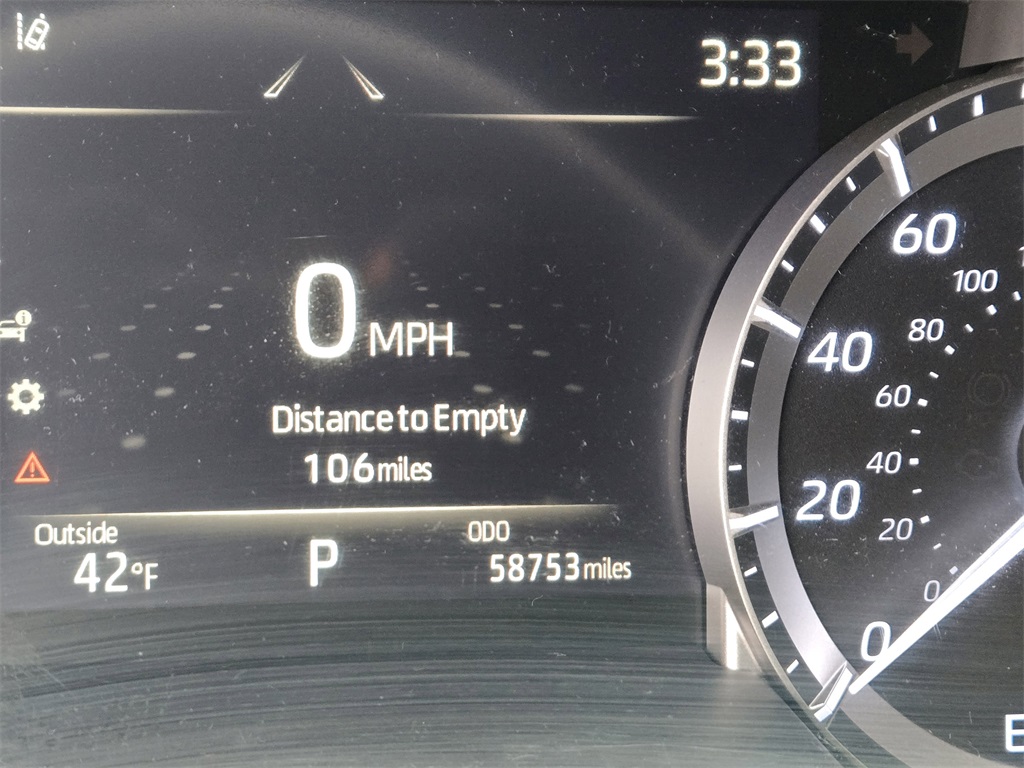 3:33
0 MPH
Distance to Empty
106 miles
Outside
42°F
P
ODO
58753 miles
60
100
40
80
60
20
40
20
0
0
E